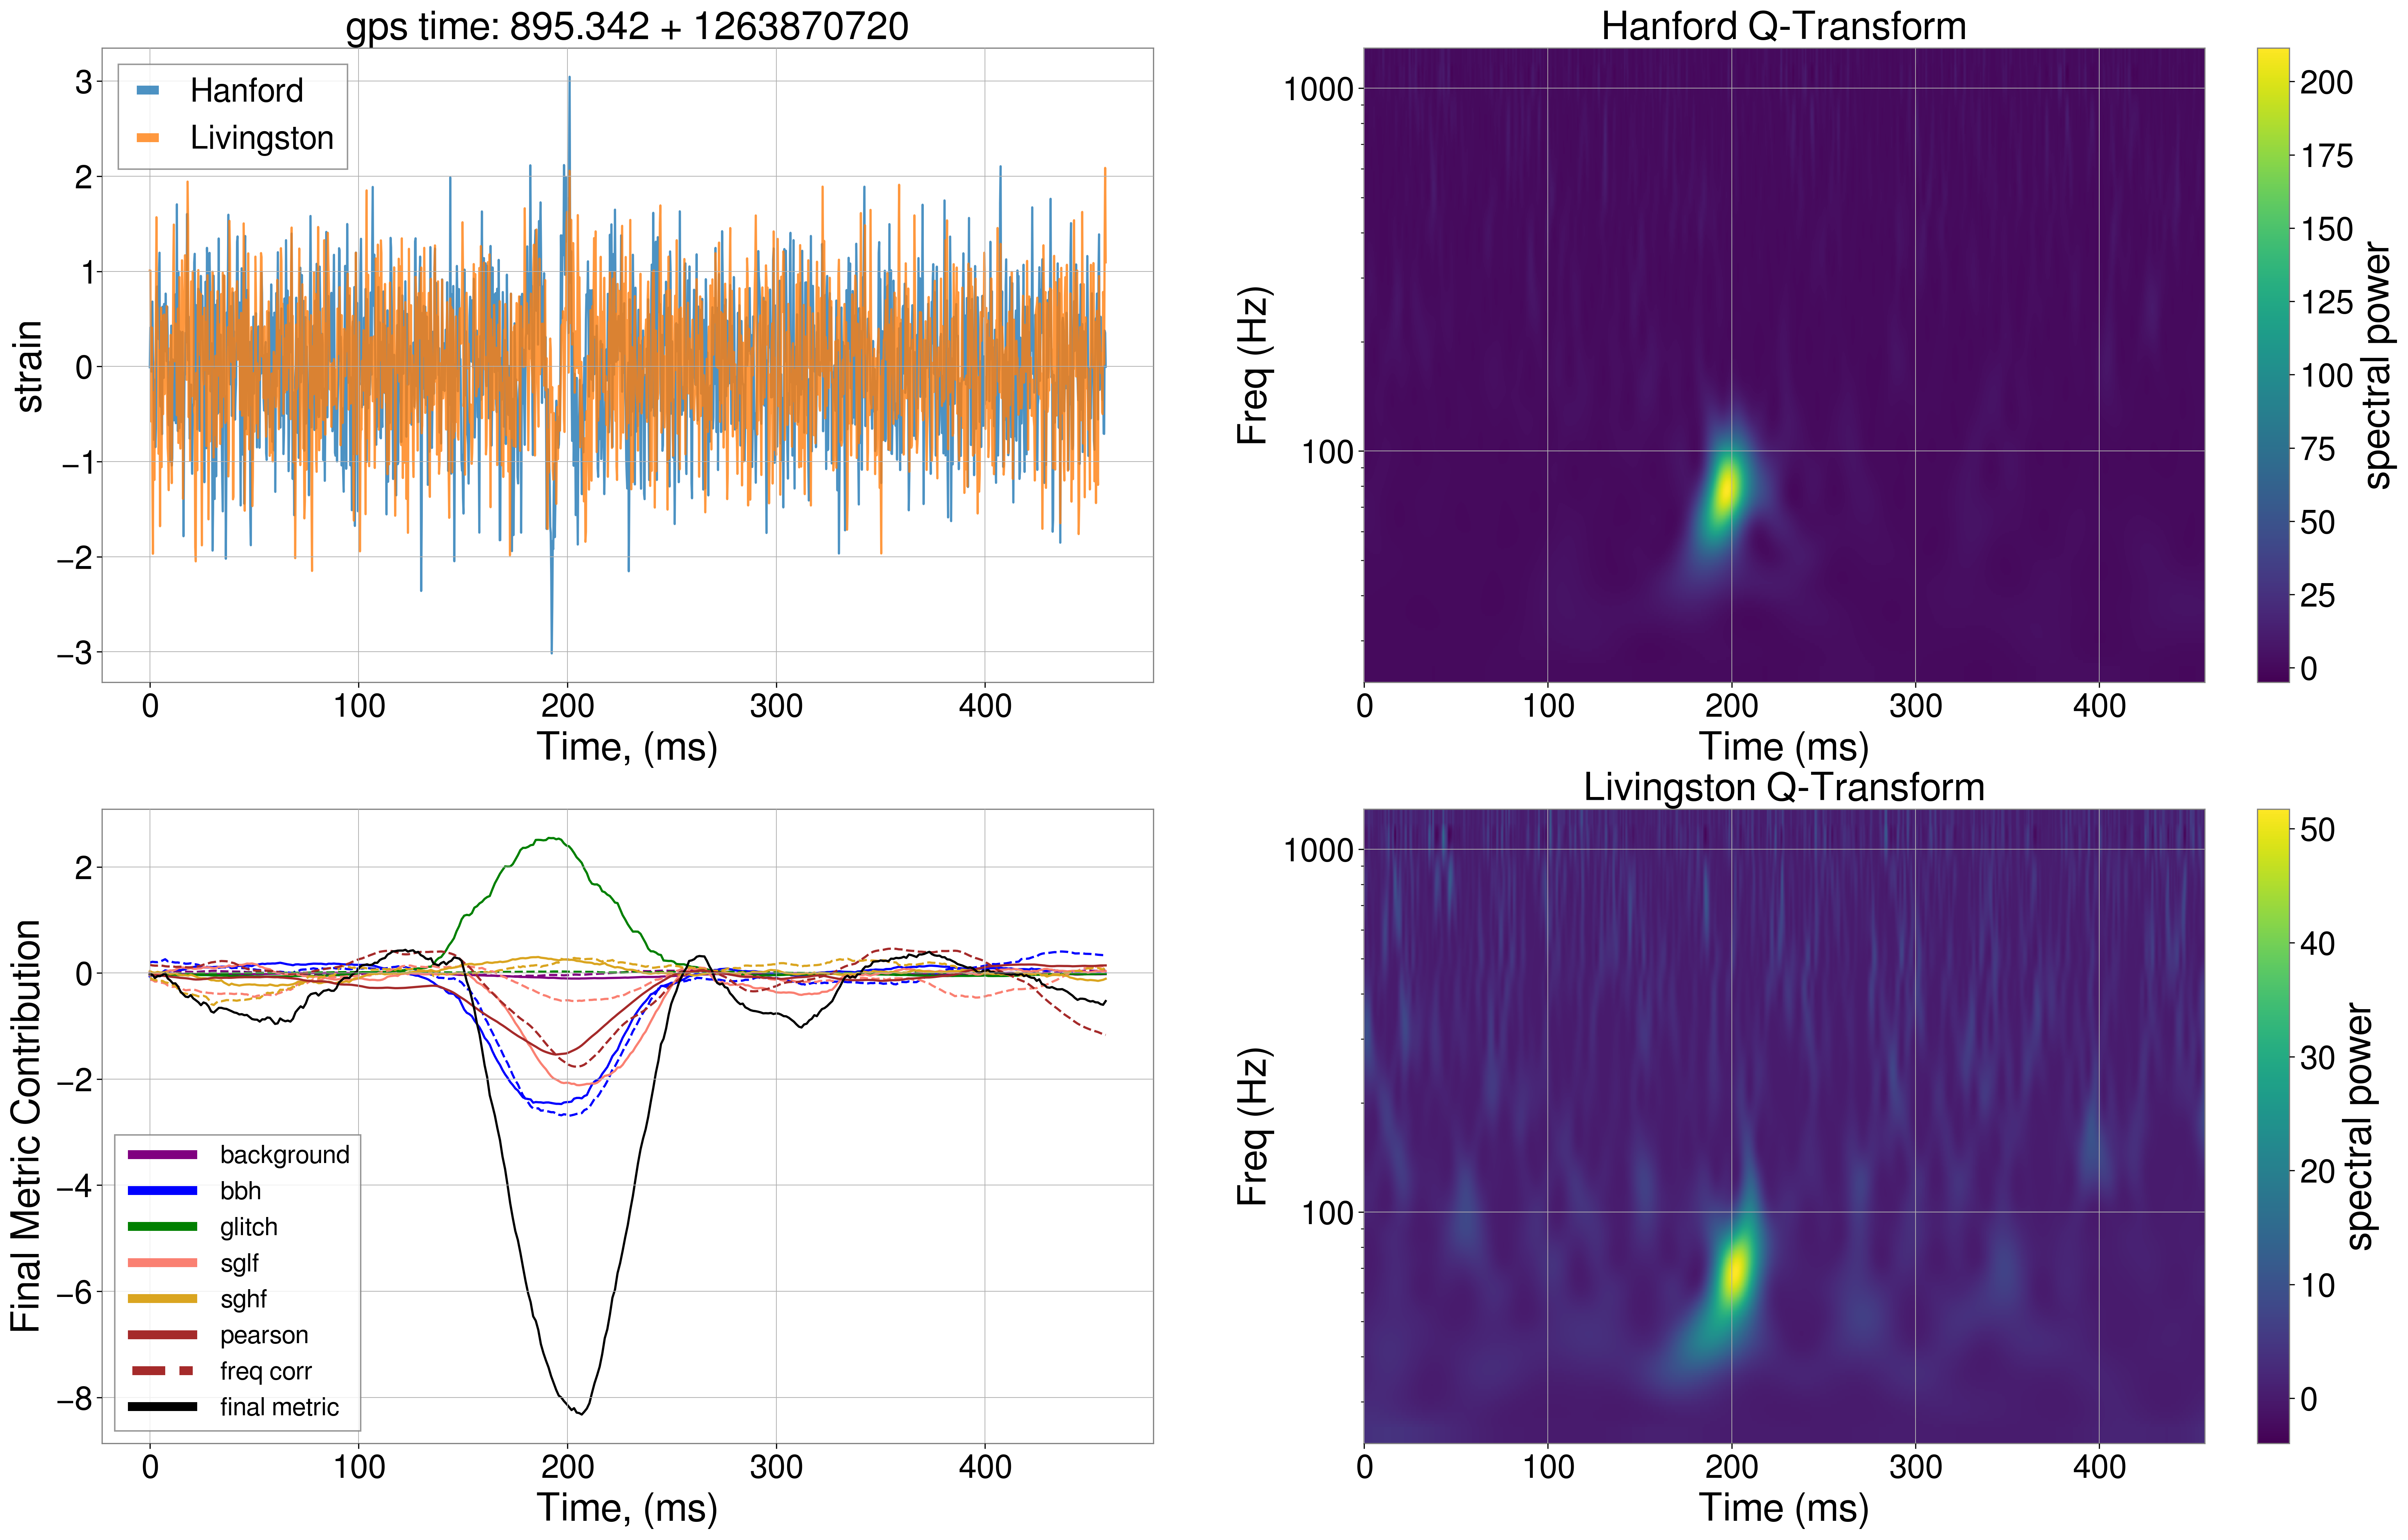 gps time: 895.342 + 1263870720
Hanford
Livingston
strain
3
2
1
0
−1
−2
−3
0 100 200 300 400
Time, (ms)
Hanford Q-Transform
Freq (Hz)
1000
100
0 100 200 300 400
Time (ms)
200
175
150
125
100
75
50
25
0
spectral power
Final Metric Contribution
2
0
−2
−4
−6
−8
background
bbh
glitch
sglf
sghf
pearson
freq corr
final metric
0 100 200 300 400
Time, (ms)
Livingston Q-Transform
Freq (Hz)
1000
100
0 100 200 300 400
Time (ms)
50
40
30
20
10
0
spectral power